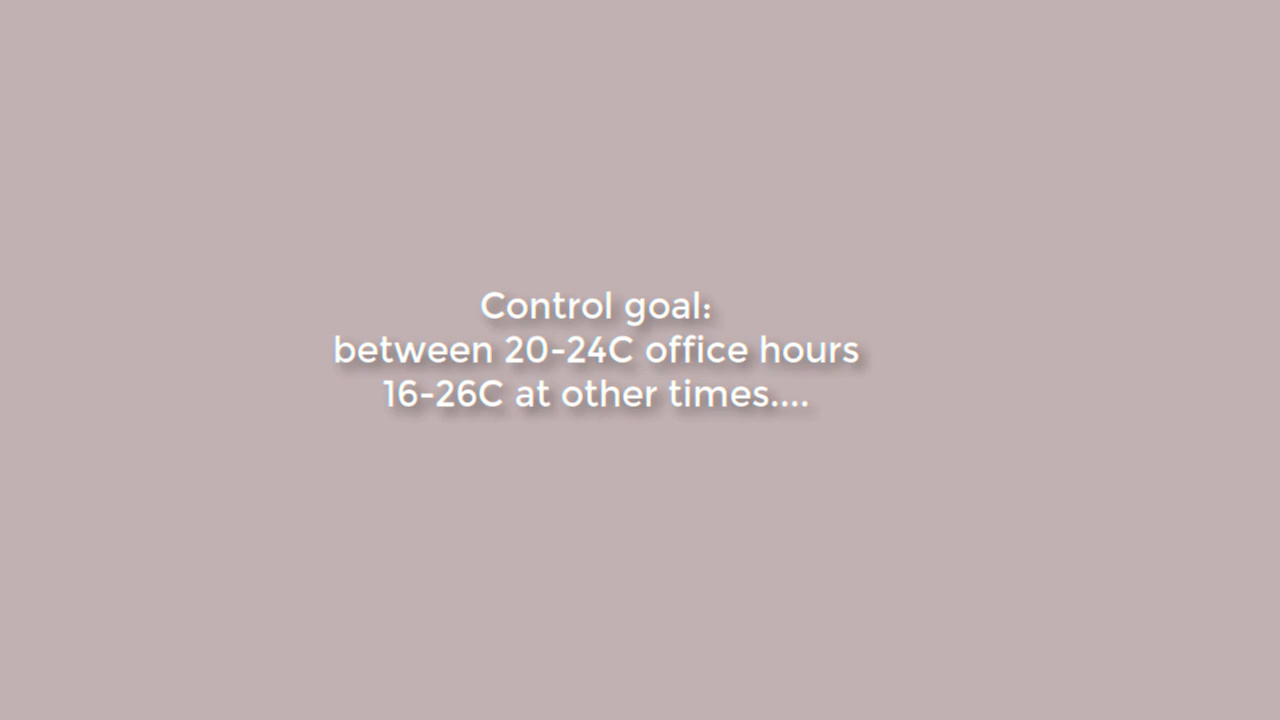 Control goal:
between 20-24C office hours
16-26C at other times....